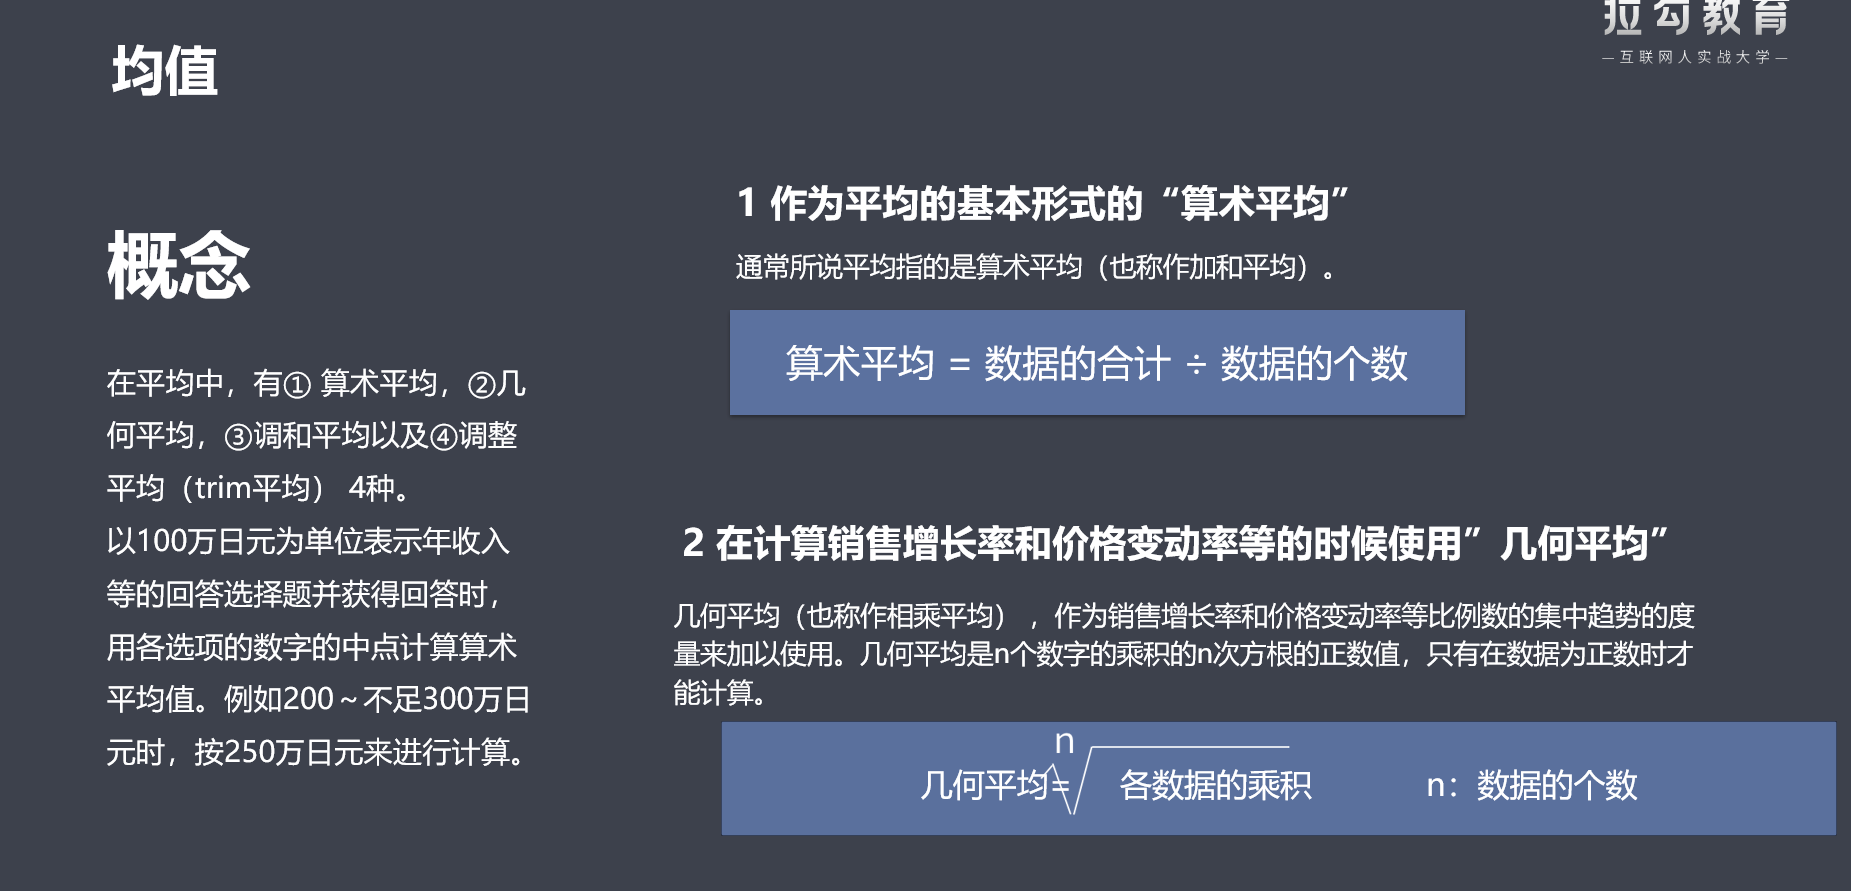 拉勾教育
—互联网人实战大学—
均值
概念
在平均中，有① 算术平均，②几
何平均，③调和平均以及④调整
平均（trim平均） 4种。
以100万日元为单位表示年收入
等的回答选择题并获得回答时，
用各选项的数字的中点计算算术
平均值。例如200～不足300万日
元时，按250万日元来进行计算。
1 作为平均的基本形式的“算术平均”
通常所说平均指的是算术平均（也称作加和平均）。
算术平均 = 数据的合计 ÷ 数据的个数
2 在计算销售增长率和价格变动率等的时候使用”几何平均”
几何平均（也称作相乘平均），作为销售增长率和价格变动率等比例数的集中趋势的度
量来加以使用。几何平均是n个数字的乘积的n次方根的正数值，只有在数据为正数时才
能计算。
n
几何平均=√各数据的乘积 n：数据的个数